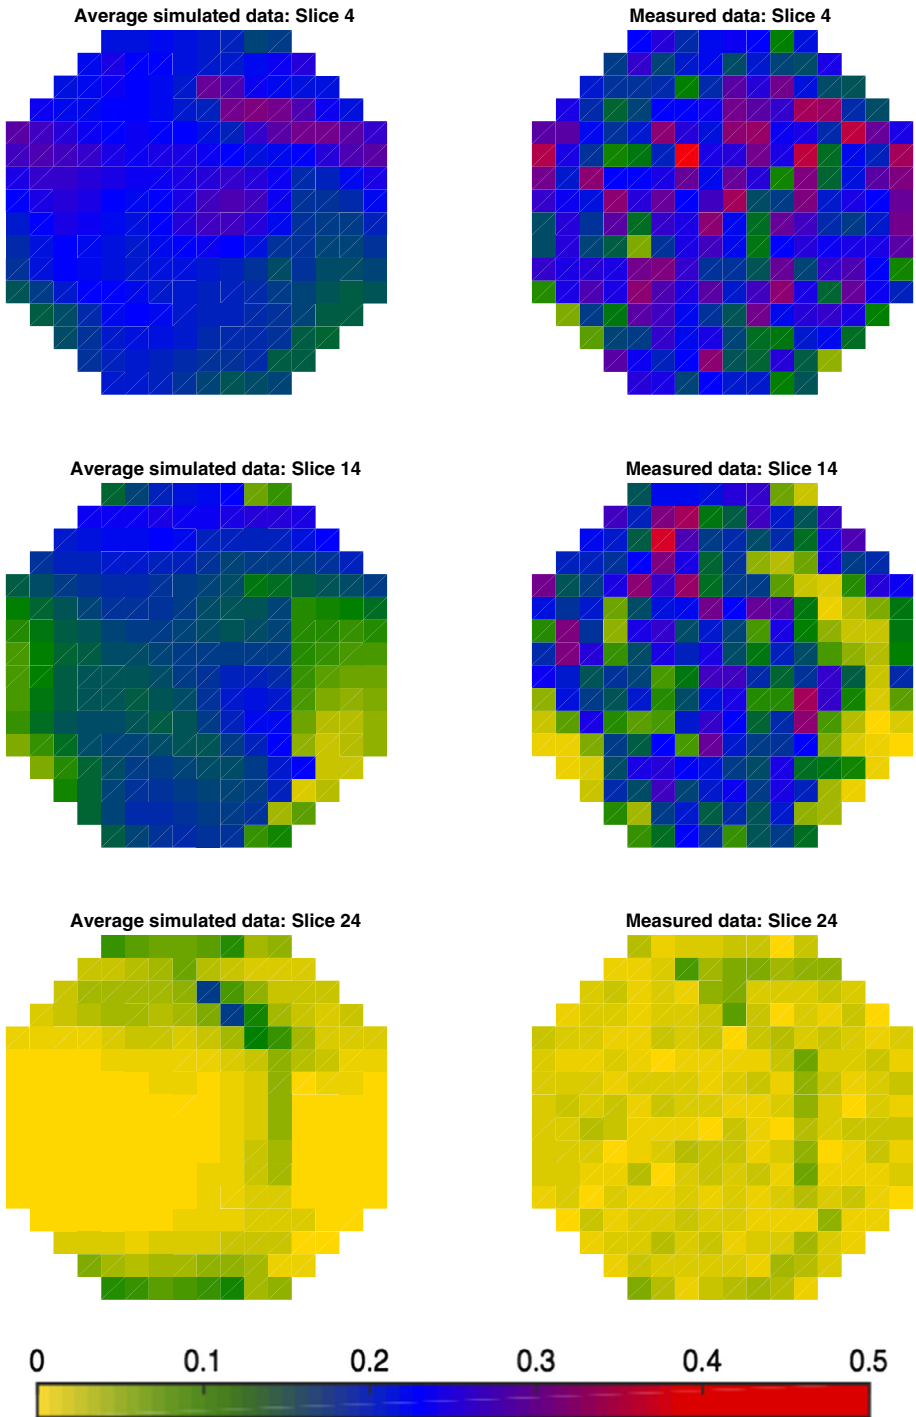 Average simulated data: Slice 4
Measured data: Slice 4
Average simulated data: Slice 14
Measured data: Slice 14
Average simulated data: Slice 24
Measured data: Slice 24
0 0.1 0.2 0.3 0.4 0.5